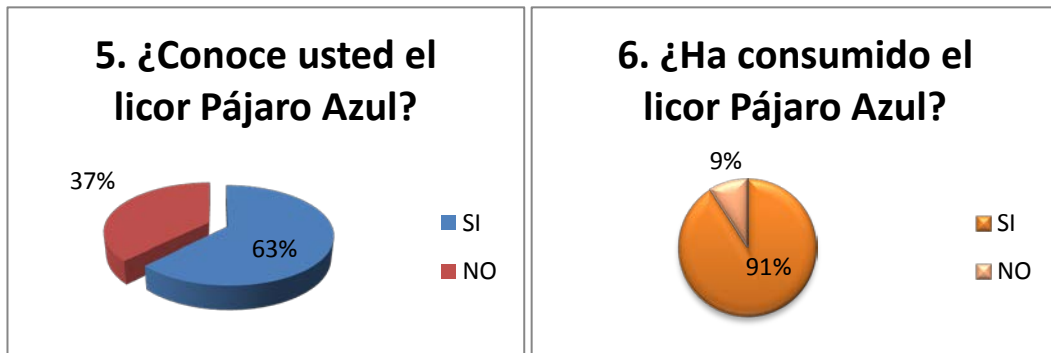 5. ¿Conoce usted el
licor Pájaro Azul?
37%
63%
SI
NO
6. ¿Ha consumido el
licor Pájaro Azul?
9%
91%
SI
NO